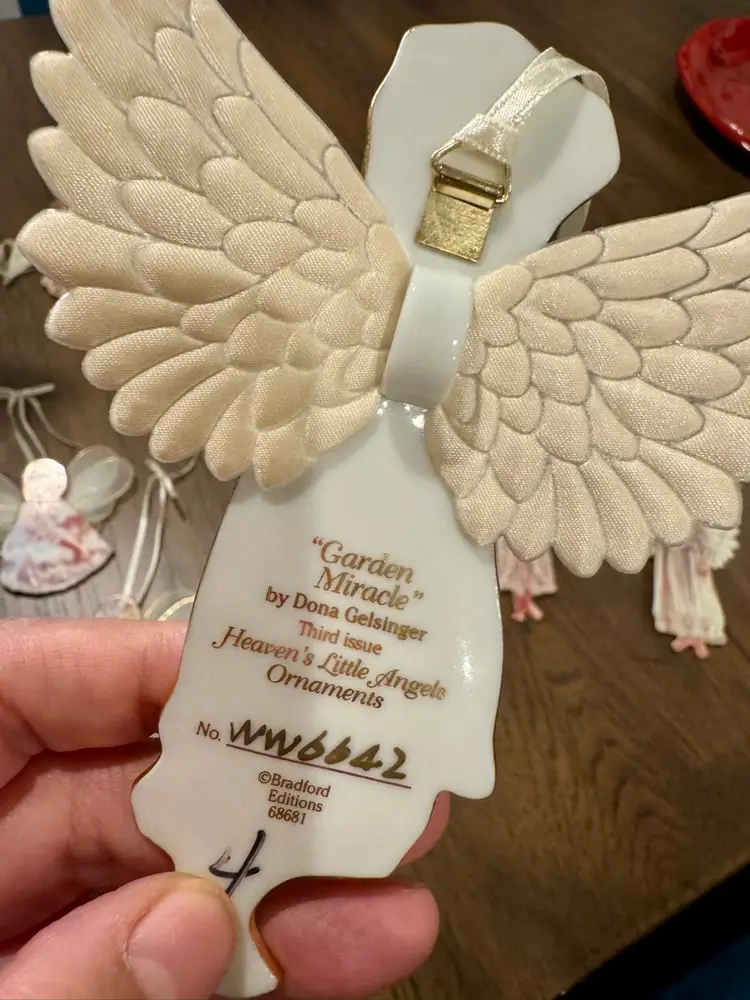 “Garden
Miracle”
by Dona Gelsinger
Third issue
Heaven's Little Angels
Ornaments
No. WW6642
©Bradford
Editions
68681
4